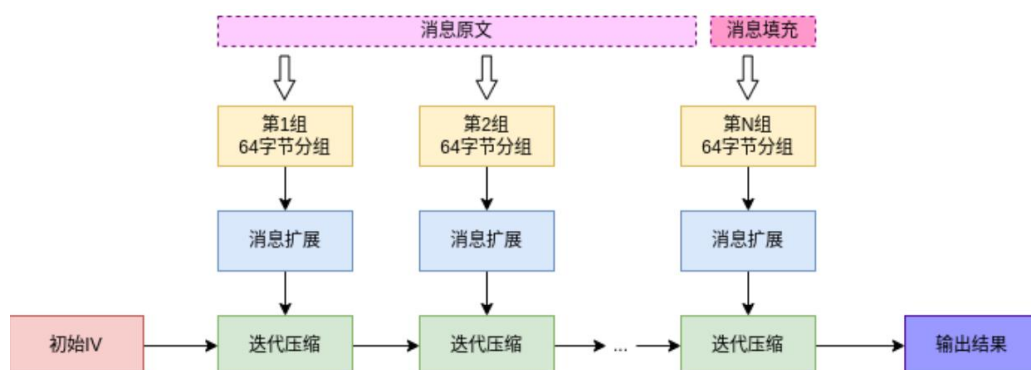 消息原文
消息填充
第1组
64字节分组
第2组
64字节分组
第N组
64字节分组
消息扩展
消息扩展
消息扩展
初始IV
迭代压缩
迭代压缩
...
迭代压缩
输出结果